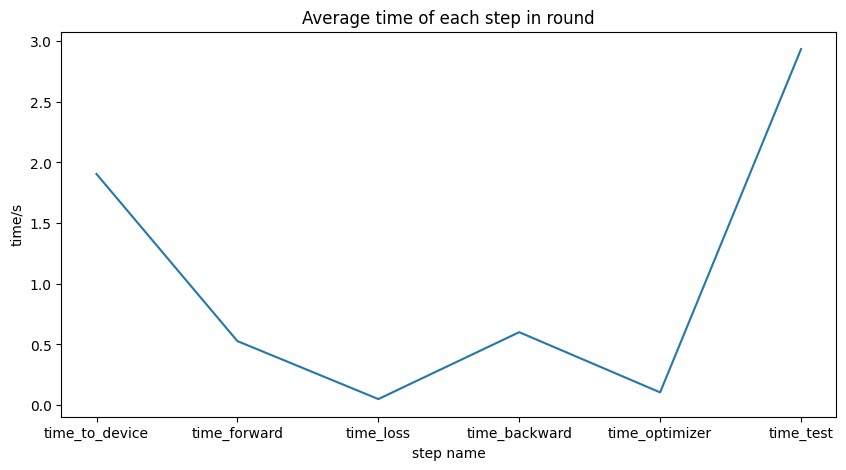 Average time of each step in round
3.0
2.5
2.0
1.5
1.0
0.5
0.0
time/s
time_to_device time_forward time_loss time_backward time_optimizer time_test
step name